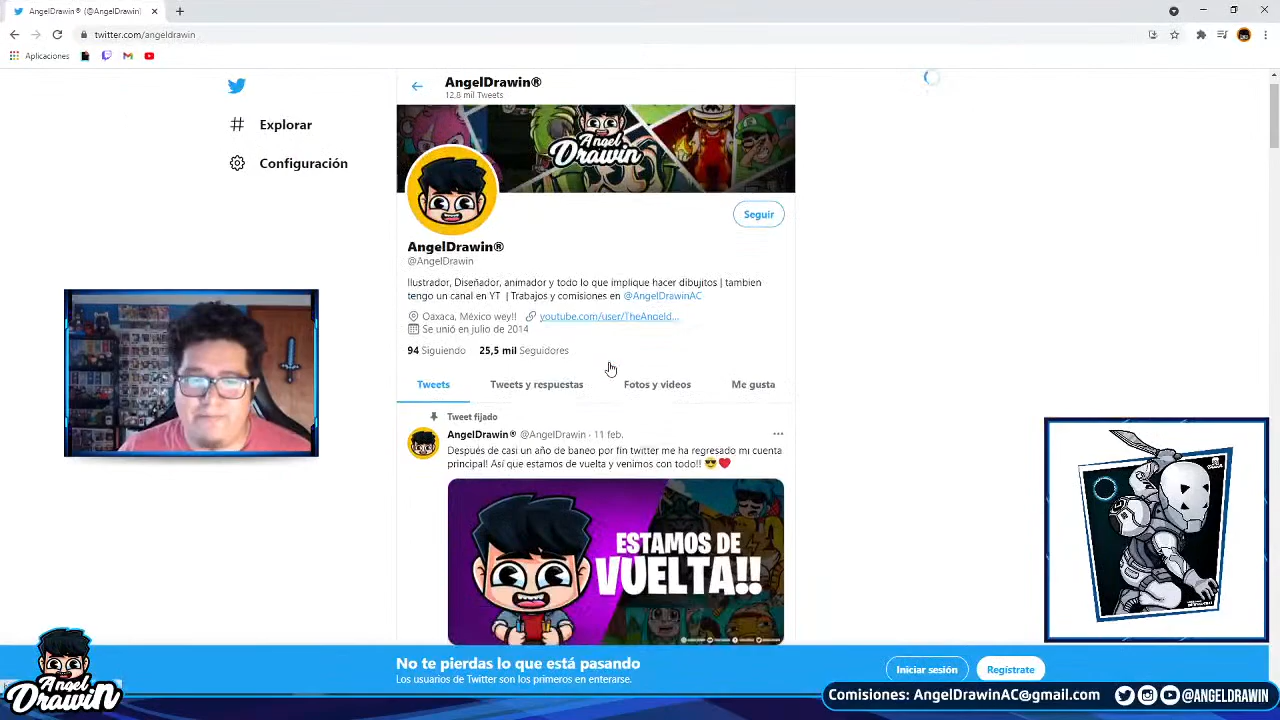 AngelDrawin® (@AngelDrawin)
twitter.com/angeldrawin
Aplicaciones
AngelDrawin®
12,8 mil Tweets
Explorar
Configuración
Angel
Drawin
Seguir
AngelDrawin®
@AngelDrawin
Ilustrador, Diseñador, animador y todo lo que implique hacer dibujitos | tambien
tengo un canal en YT | Trabajos y comisiones en @AngelDrawinAC
Oaxaca, México wey!! youtube.com/user/TheAngeld...
Se unió en julio de 2014
94 Siguiendo 25,5 mil Seguidores
Tweets Tweets y respuestas Fotos y videos Me gusta
Tweet fijado
AngelDrawin® @AngelDrawin · 11 feb.
Después de casi un año de baneo por fin twitter me ha regresado mi cuenta
principal! Así que estamos de vuelta y venimos con todo!! 😎❤️
ESTAMOS DE
VUELTA!!
No te pierdas lo que está pasando
Los usuarios de Twitter son los primeros en enterarse.
Iniciar sesión Regístrate
Angel
Drawin
Comisiones: AngelDrawinAC@gmail.com @ANGELDRAWIN